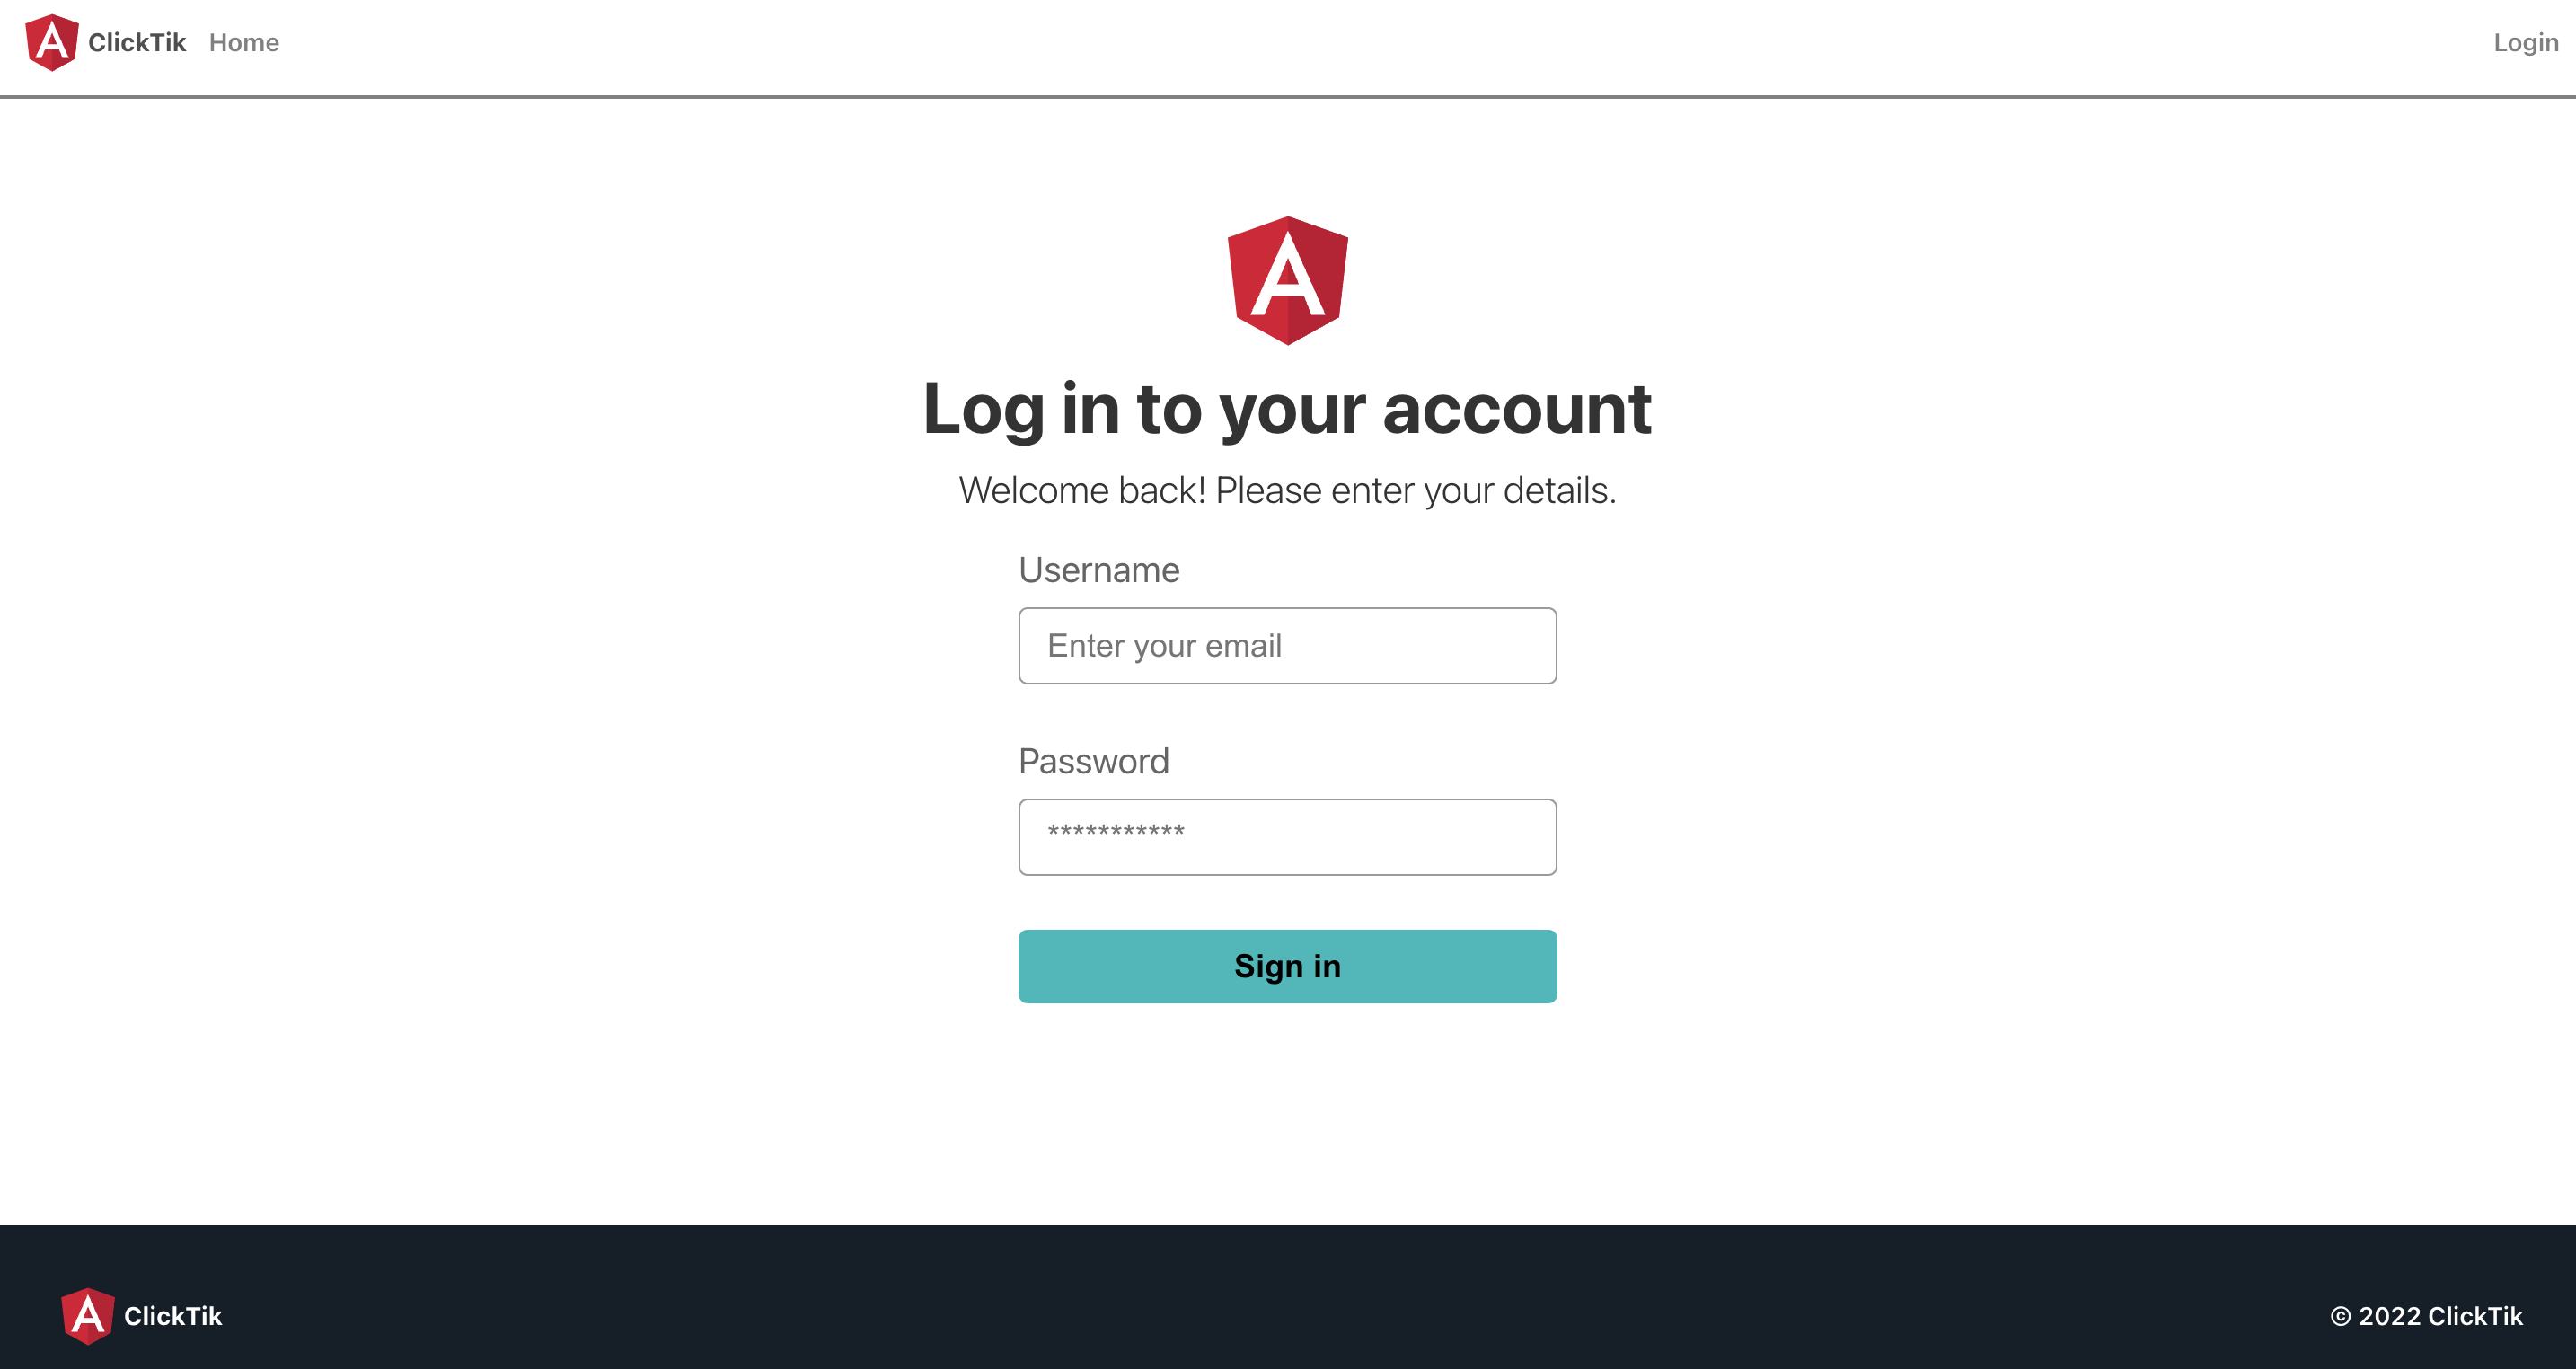 ClickTik Home Login
Log in to your account
Welcome back! Please enter your details.
Username
Enter your email
Password
***********
Sign in
ClickTik © 2022 ClickTik